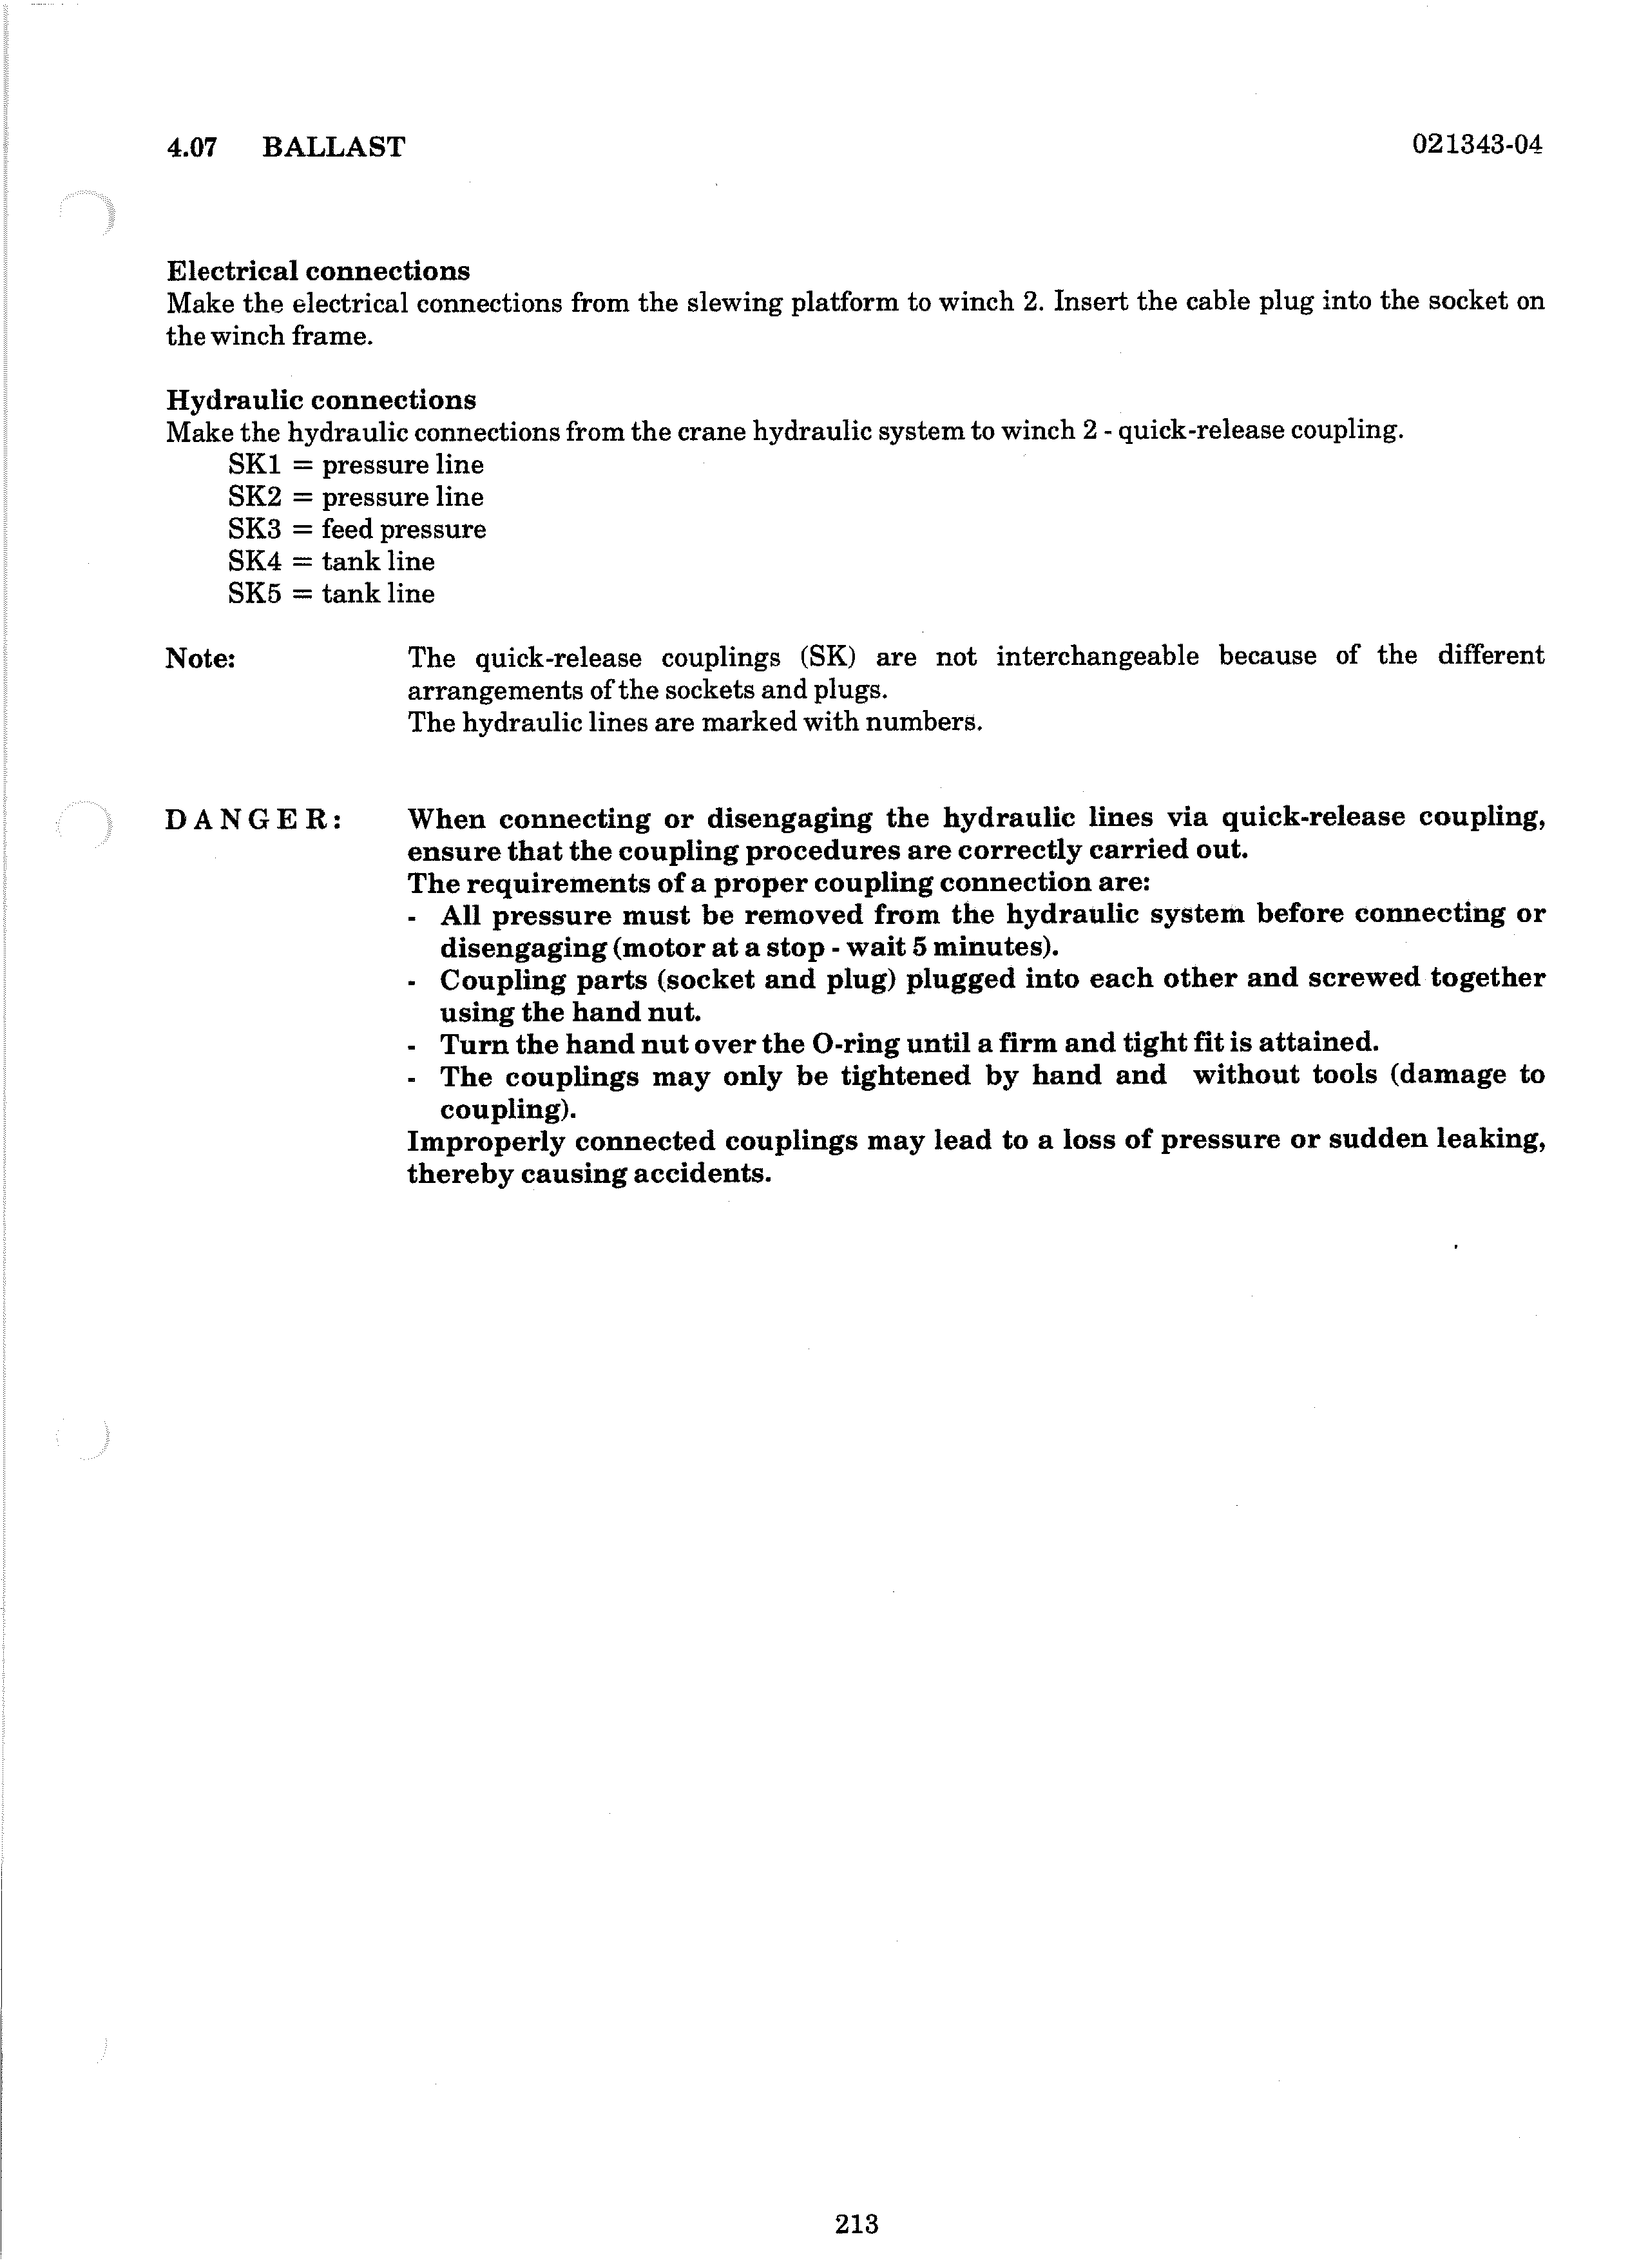 4.07 BALLAST 021343-04
Electrical connections
Make the electrical connections from the slewing platform to winch 2. Insert the cable plug into the socket on
the winch frame.
Hydraulic connections
Make the hydraulic connections from the crane hydraulic system to winch 2 - quick-release coupling.
SK1 = pressure line
SK2 = pressure line
SK3 = feed pressure
SK4 = tank line
SK5 = tank line
Note: The quick-release couplings (SK) are not interchangeable because of the different
arrangements of the sockets and plugs.
The hydraulic lines are marked with numbers.
D A N G E R : When connecting or disengaging the hydraulic lines via quick-release coupling,
ensure that the coupling procedures are correctly carried out.
The requirements of a proper coupling connection are:
- All pressure must be removed from the hydraulic system before connecting or
disengaging (motor at a stop - wait 5 minutes).
- Coupling parts (socket and plug) plugged into each other and screwed together
using the hand nut.
- Turn the hand nut over the O-ring until a firm and tight fit is attained.
- The couplings may only be tightened by hand and without tools (damage to
coupling).
Improperly connected couplings may lead to a loss of pressure or sudden leaking,
thereby causing accidents.
213